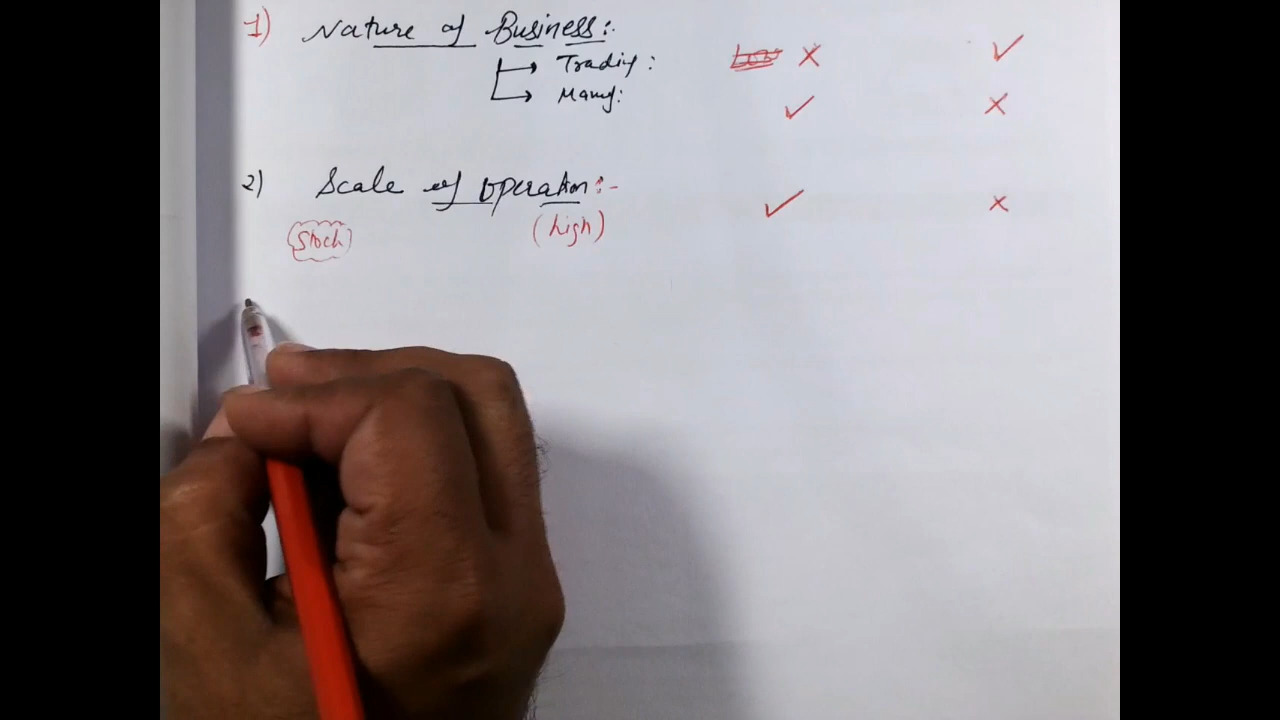 1) Nature of Business:
Trading : × ✓
Manuf: ✓ ×
2) Scale of operation:- ✓ ×
(Stock) (high)